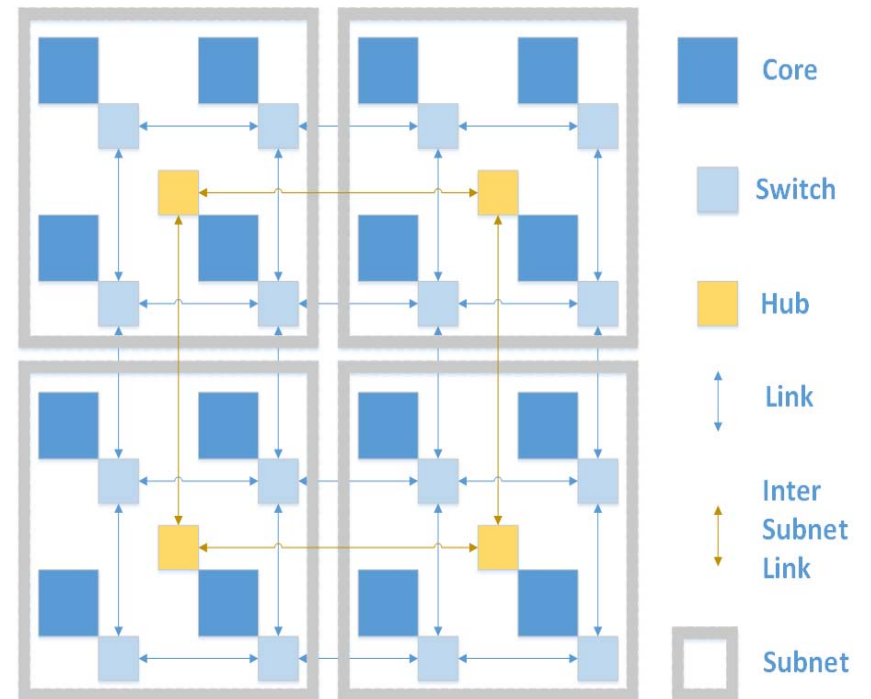 Core
Switch
Hub
Link
Inter
Subnet
Link
Subnet